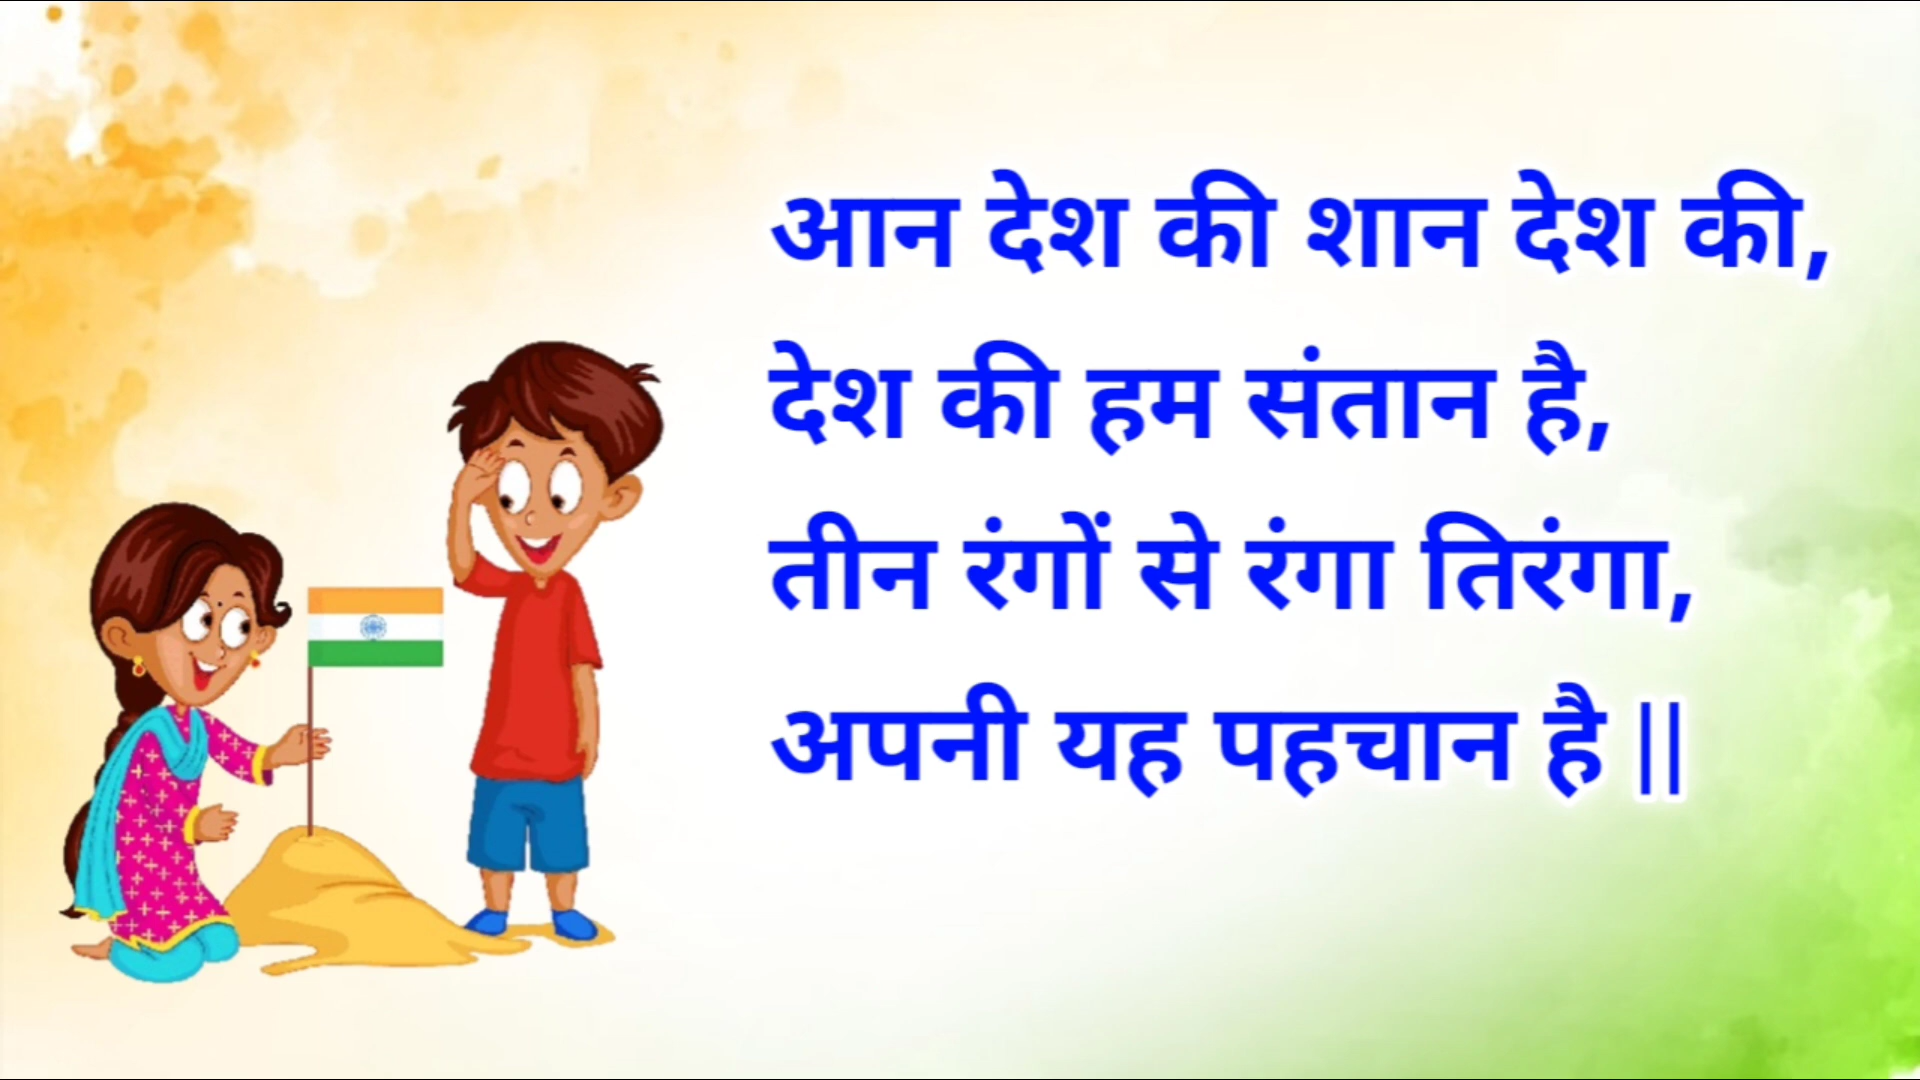 आन देश की शान देश की,
देश की हम संतान है,
तीन रंगों से रंगा तिरंगा,
अपनी यह पहचान है ||